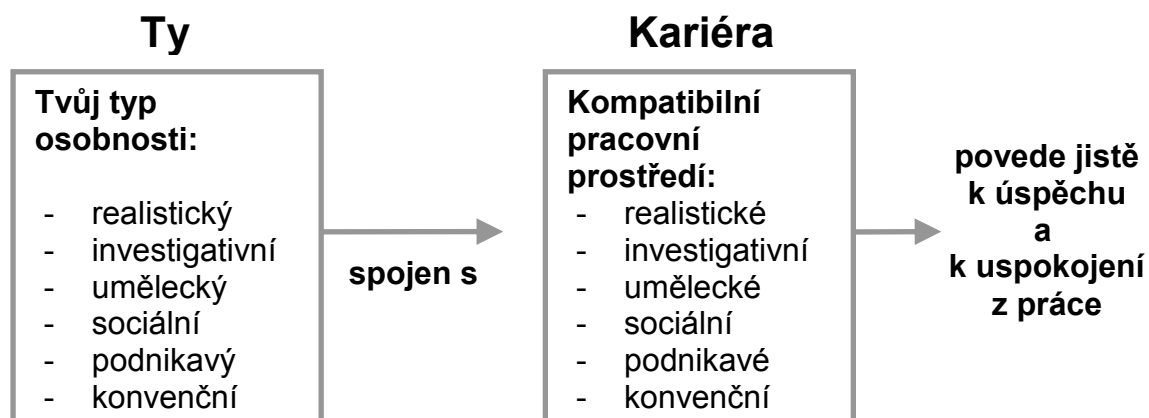 Ty
Kariéra
Tvůj typ
osobnosti:
- realistický
- investigativní
- umělecký
- sociální
- podnikavý
- konvenční
spojen s
Kompatibilní
pracovní
prostředí:
- realistické
- investigativní
- umělecké
- sociální
- podnikavé
- konvenční
povede jistě
k úspěchu
a
k uspokojení
z práce